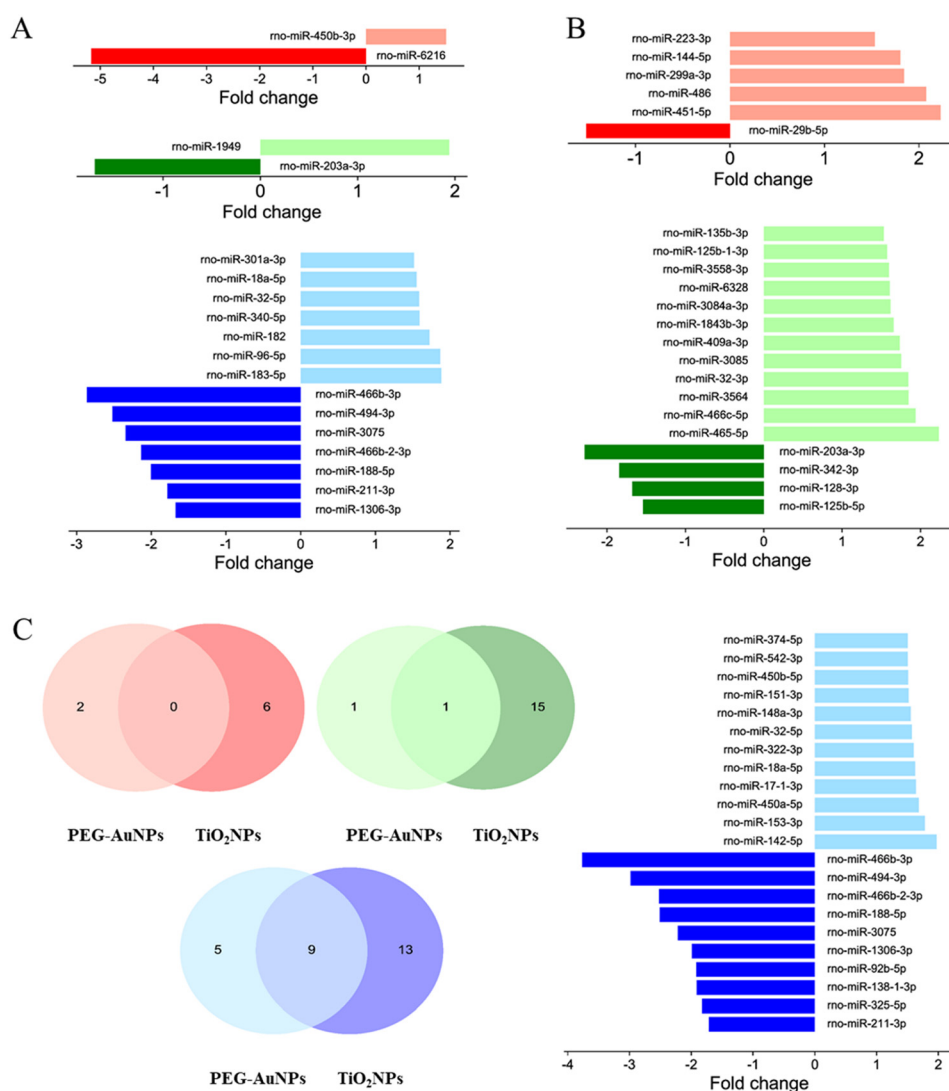 A
rno-miR-450b-3p
rno-miR-6216
-5 -4 -3 -2 -1 0 1
Fold change
rno-miR-1949
rno-miR-203a-3p
-1 0 1 2
Fold change
rno-miR-301a-3p
rno-miR-18a-5p
rno-miR-32-5p
rno-miR-340-5p
rno-miR-182
rno-miR-96-5p
rno-miR-183-5p
rno-miR-466b-3p
rno-miR-494-3p
rno-miR-3075
rno-miR-466b-2-3p
rno-miR-188-5p
rno-miR-211-3p
rno-miR-1306-3p
-3 -2 -1 0 1 2
Fold change
B
rno-miR-223-3p
rno-miR-144-5p
rno-miR-299a-3p
rno-miR-486
rno-miR-451-5p
rno-miR-29b-5p
-1 0 1 2
Fold change
rno-miR-135b-3p
rno-miR-125b-1-3p
rno-miR-3558-3p
rno-miR-6328
rno-miR-3084a-3p
rno-miR-1843b-3p
rno-miR-409a-3p
rno-miR-3085
rno-miR-32-3p
rno-miR-3564
rno-miR-466c-5p
rno-miR-465-5p
rno-miR-203a-3p
rno-miR-342-3p
rno-miR-128-3p
rno-miR-125b-5p
-2 -1 0 1 2
Fold change
rno-miR-374-5p
rno-miR-542-3p
rno-miR-450b-5p
rno-miR-151-3p
rno-miR-148a-3p
rno-miR-32-5p
rno-miR-322-3p
rno-miR-18a-5p
rno-miR-17-1-3p
rno-miR-450a-5p
rno-miR-153-3p
rno-miR-142-5p
rno-miR-466b-3p
rno-miR-494-3p
rno-miR-466b-2-3p
rno-miR-188-5p
rno-miR-3075
rno-miR-1306-3p
rno-miR-92b-5p
rno-miR-138-1-3p
rno-miR-325-5p
rno-miR-211-3p
-4 -3 -2 -1 0 1 2
Fold change
C
2 0 6
PEG-AuNPs TiO₂NPs
1 1 15
PEG-AuNPs TiO₂NPs
5 9 13
PEG-AuNPs TiO₂NPs